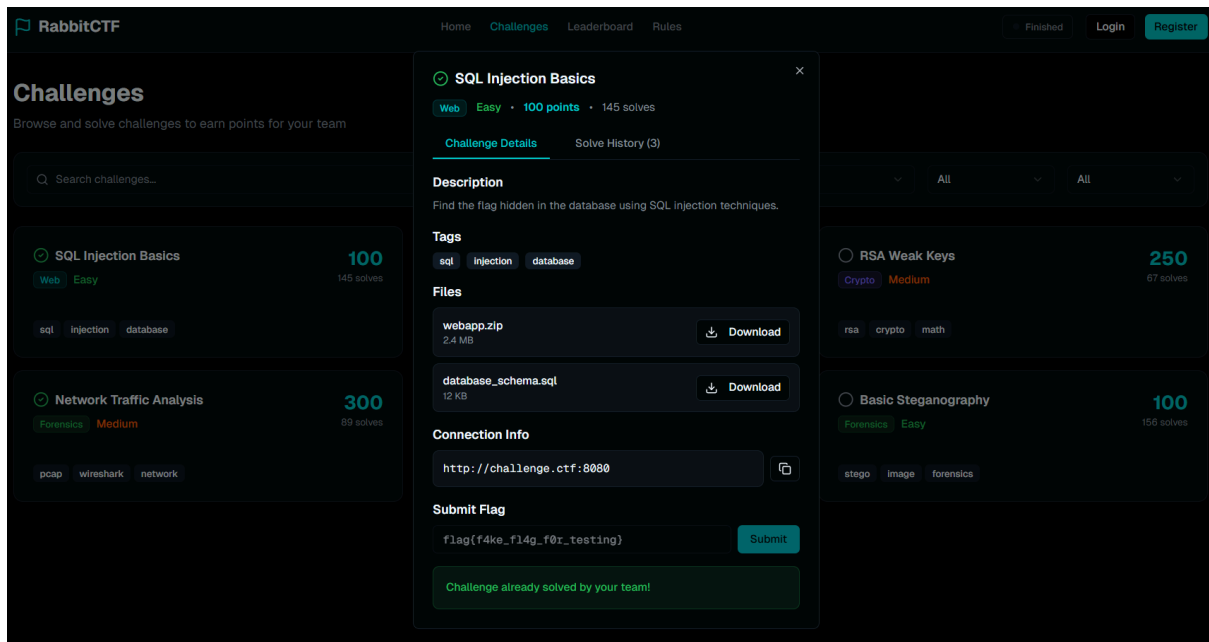 RabbitCTF
Home Challenges Leaderboard Rules
Finished Login Register
Challenges
Browse and solve challenges to earn points for your team
Search challenges...
All All
SQL Injection Basics 100
Web Easy 145 solves
sql injection database
Network Traffic Analysis 300
Forensics Medium 89 solves
pcap wireshark network
SQL Injection Basics
Web Easy • 100 points • 145 solves
Challenge Details Solve History (3)
Description
Find the flag hidden in the database using SQL injection techniques.
Tags
sql injection database
Files
webapp.zip
2.4 MB
Download
database_schema.sql
12 KB
Download
Connection Info
http://challenge.ctf:8080
Submit Flag
flag{f4ke_fl4g_f0r_testing} Submit
Challenge already solved by your team!
RSA Weak Keys 250
Crypto Medium 67 solves
rsa crypto math
Basic Steganography 100
Forensics Easy 156 solves
stego image forensics